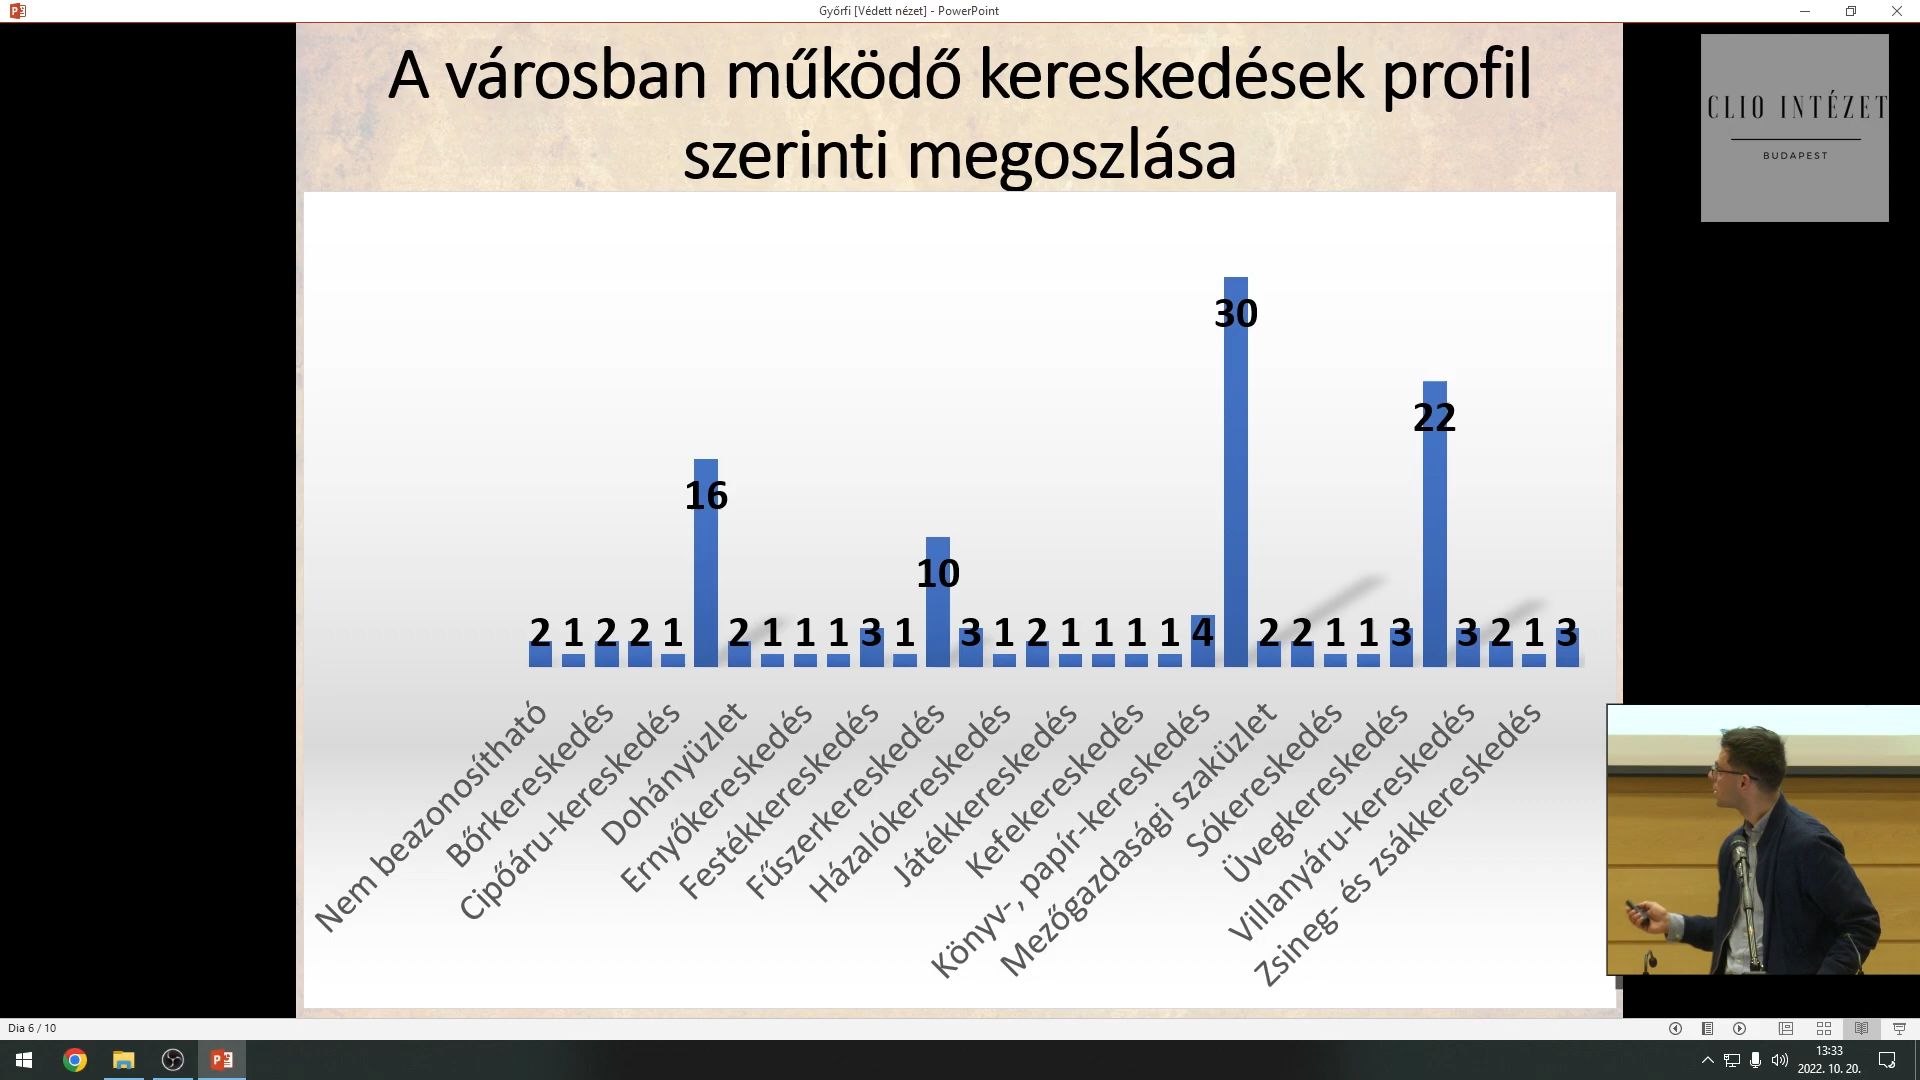 Győrfi [Védett nézet] - PowerPoint
A városban működő kereskedések profil
szerinti megoszlása
CLIO INTÉZET
BUDAPEST
30
22
16
10
2 1 2 2 1 2 1 1 1 3 1 3 1 2 1 1 1 1 4 2 2 1 1 3 3 2 1 3
Nem beazonosítható
Bőrkereskedés
Cipőáru-kereskedés
Dohányüzlet
Ernyőkereskedés
Festékkereskedés
Fűszerkereskedés
Házalókereskedés
Játékkereskedés
Kefekereskedés
Könyv-, papír-kereskedés
Mezőgazdasági szaküzlet
Sókereskedés
Üvegkereskedés
Villanyáru-kereskedés
Zsineg- és zsákkereskedés
Dia 6 / 10
13:33
2022. 10. 20.